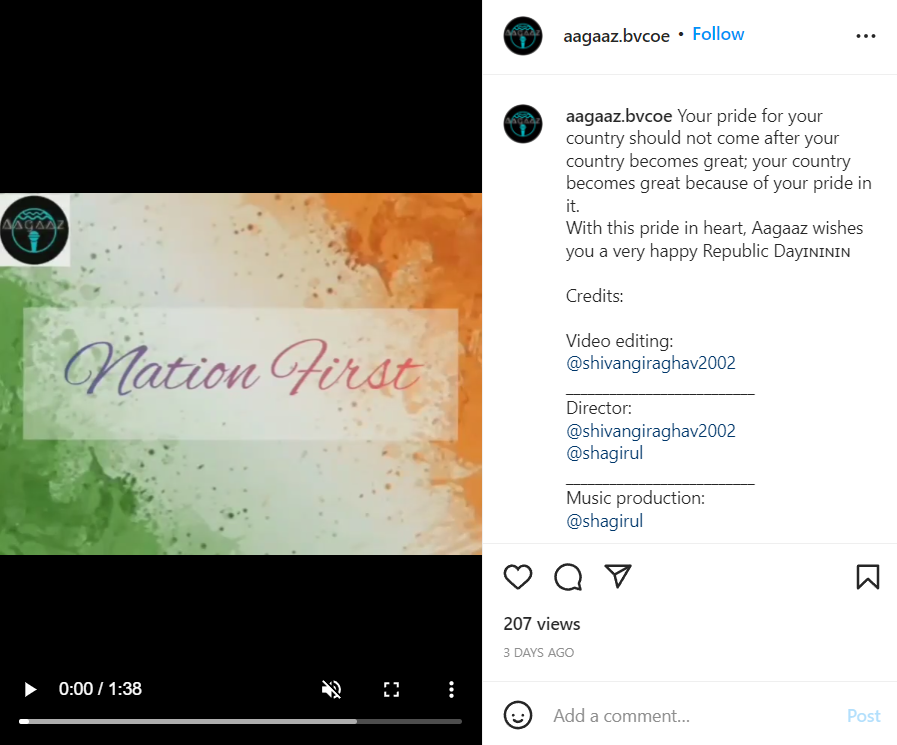 aagaaz.bvcoe • Follow
aagaaz.bvcoe Your pride for your
country should not come after your
country becomes great; your country
becomes great because of your pride in
it.
With this pride in heart, Aagaaz wishes
you a very happy Republic Dayɪɴɪɴɪɴ
Credits:
Video editing:
@shivangiraghav2002
___________________________
Director:
@shivangiraghav2002
@shagirul
___________________________
Music production:
@shagirul
AAGAAZ
Nation First
0:00 / 1:38
207 views
3 DAYS AGO
Add a comment...
Post